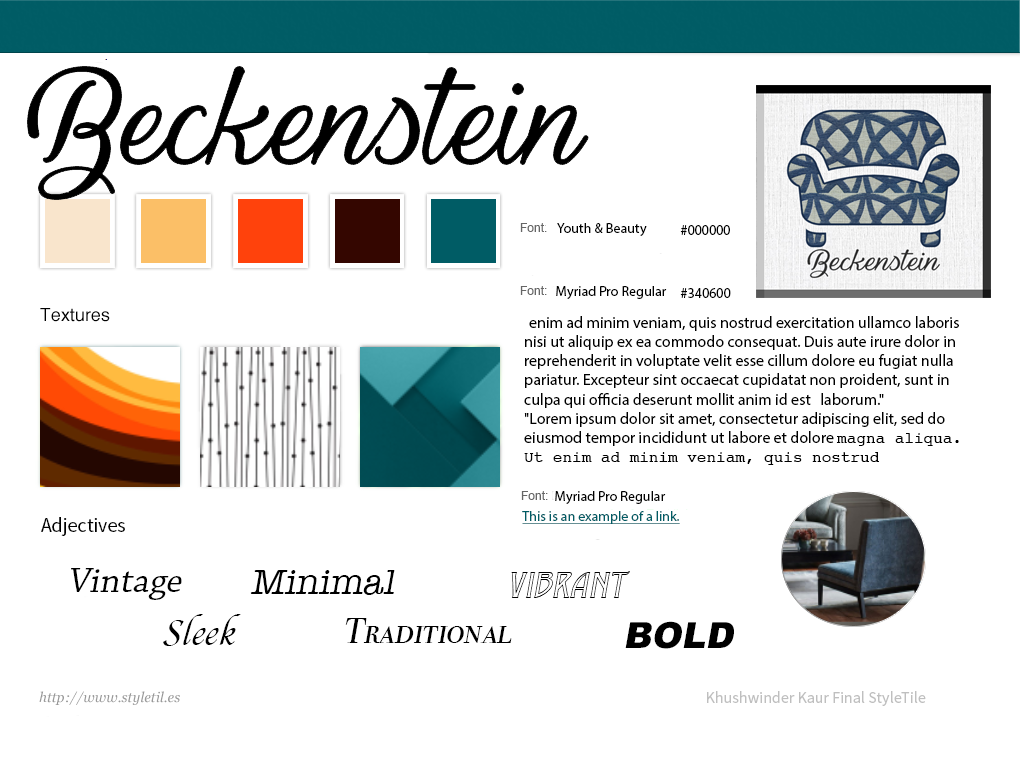 Beckenstein
Beckenstein
Font: Youth & Beauty #000000
Font: Myriad Pro Regular #340600
Textures
enim ad minim veniam, quis nostrud exercitation ullamco laboris
nisi ut aliquip ex ea commodo consequat. Duis aute irure dolor in
reprehenderit in voluptate velit esse cillum dolore eu fugiat nulla
pariatur. Excepteur sint occaecat cupidatat non proident, sunt in
culpa qui officia deserunt mollit anim id est laborum."
"Lorem ipsum dolor sit amet, consectetur adipiscing elit, sed do
eiusmod tempor incididunt ut labore et dolore magna aliqua.
Ut enim ad minim veniam, quis nostrud
Font: Myriad Pro Regular
This is an example of a link.
Adjectives
Vintage Minimal VIBRANT
Sleek TRADITIONAL BOLD
http://www.styletil.es
Khushwinder Kaur Final StyleTile